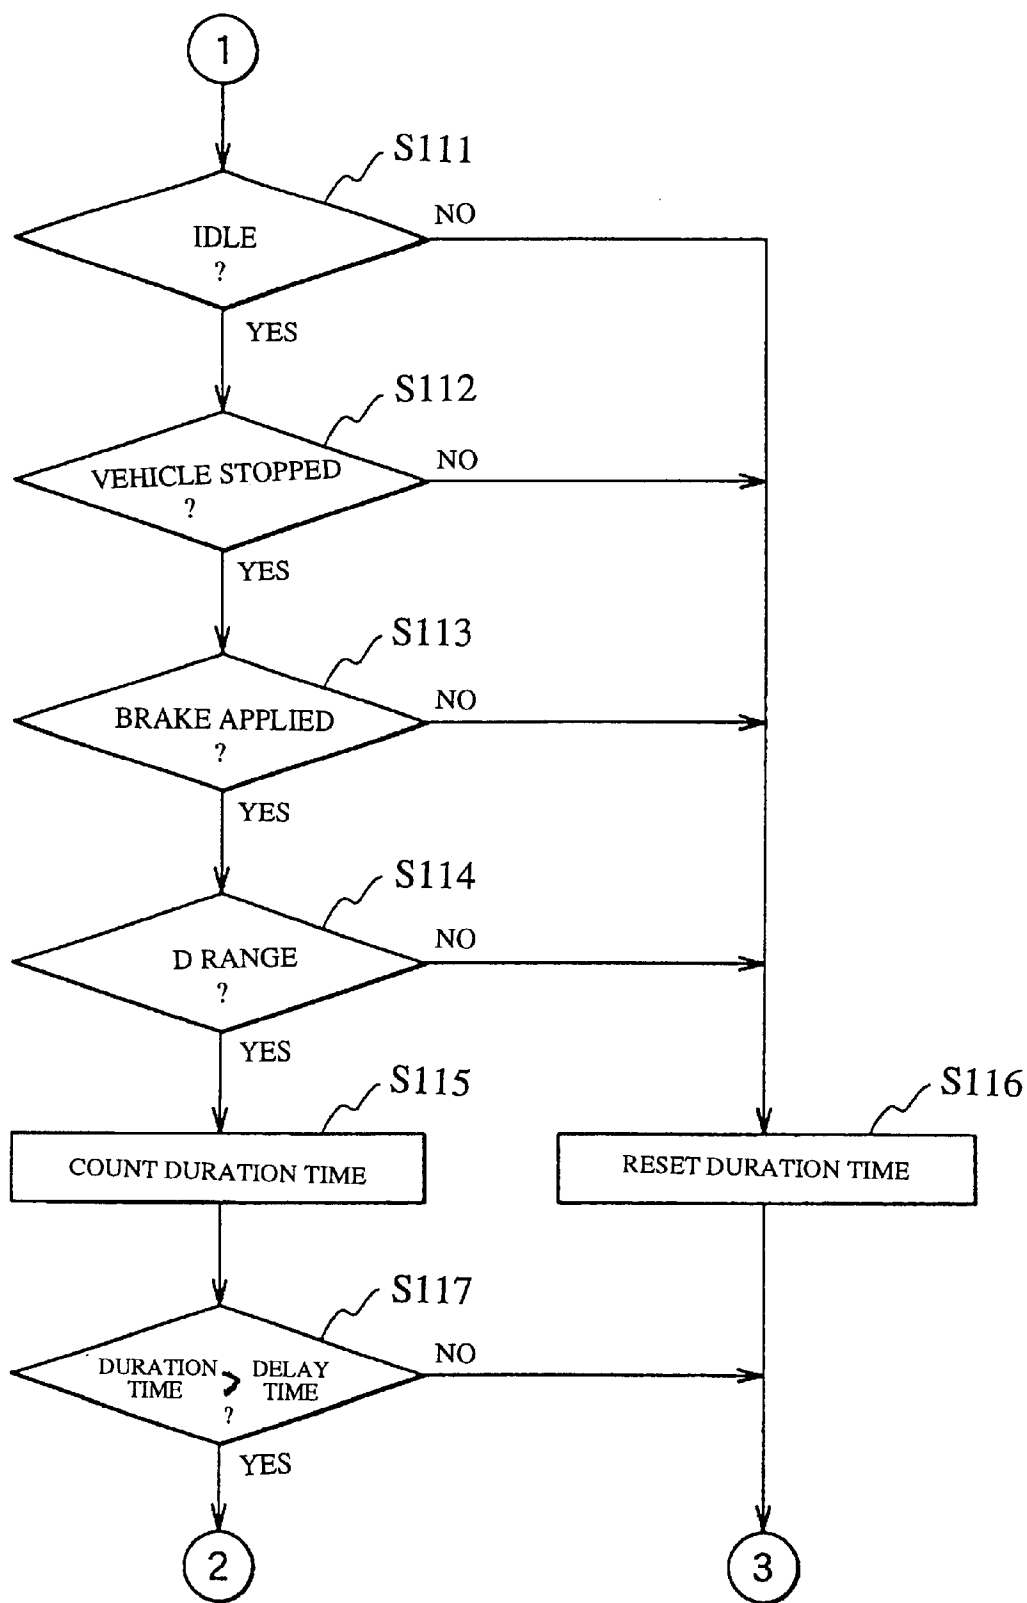 1
S111
NO
IDLE
?
YES
S112
NO
VEHICLE STOPPED
?
YES
S113
NO
BRAKE APPLIED
?
YES
S114
NO
D RANGE
?
YES
S115
S116
COUNT DURATION TIME
RESET DURATION TIME
S117
NO
DURATION TIME > DELAY TIME
?
YES
2
3